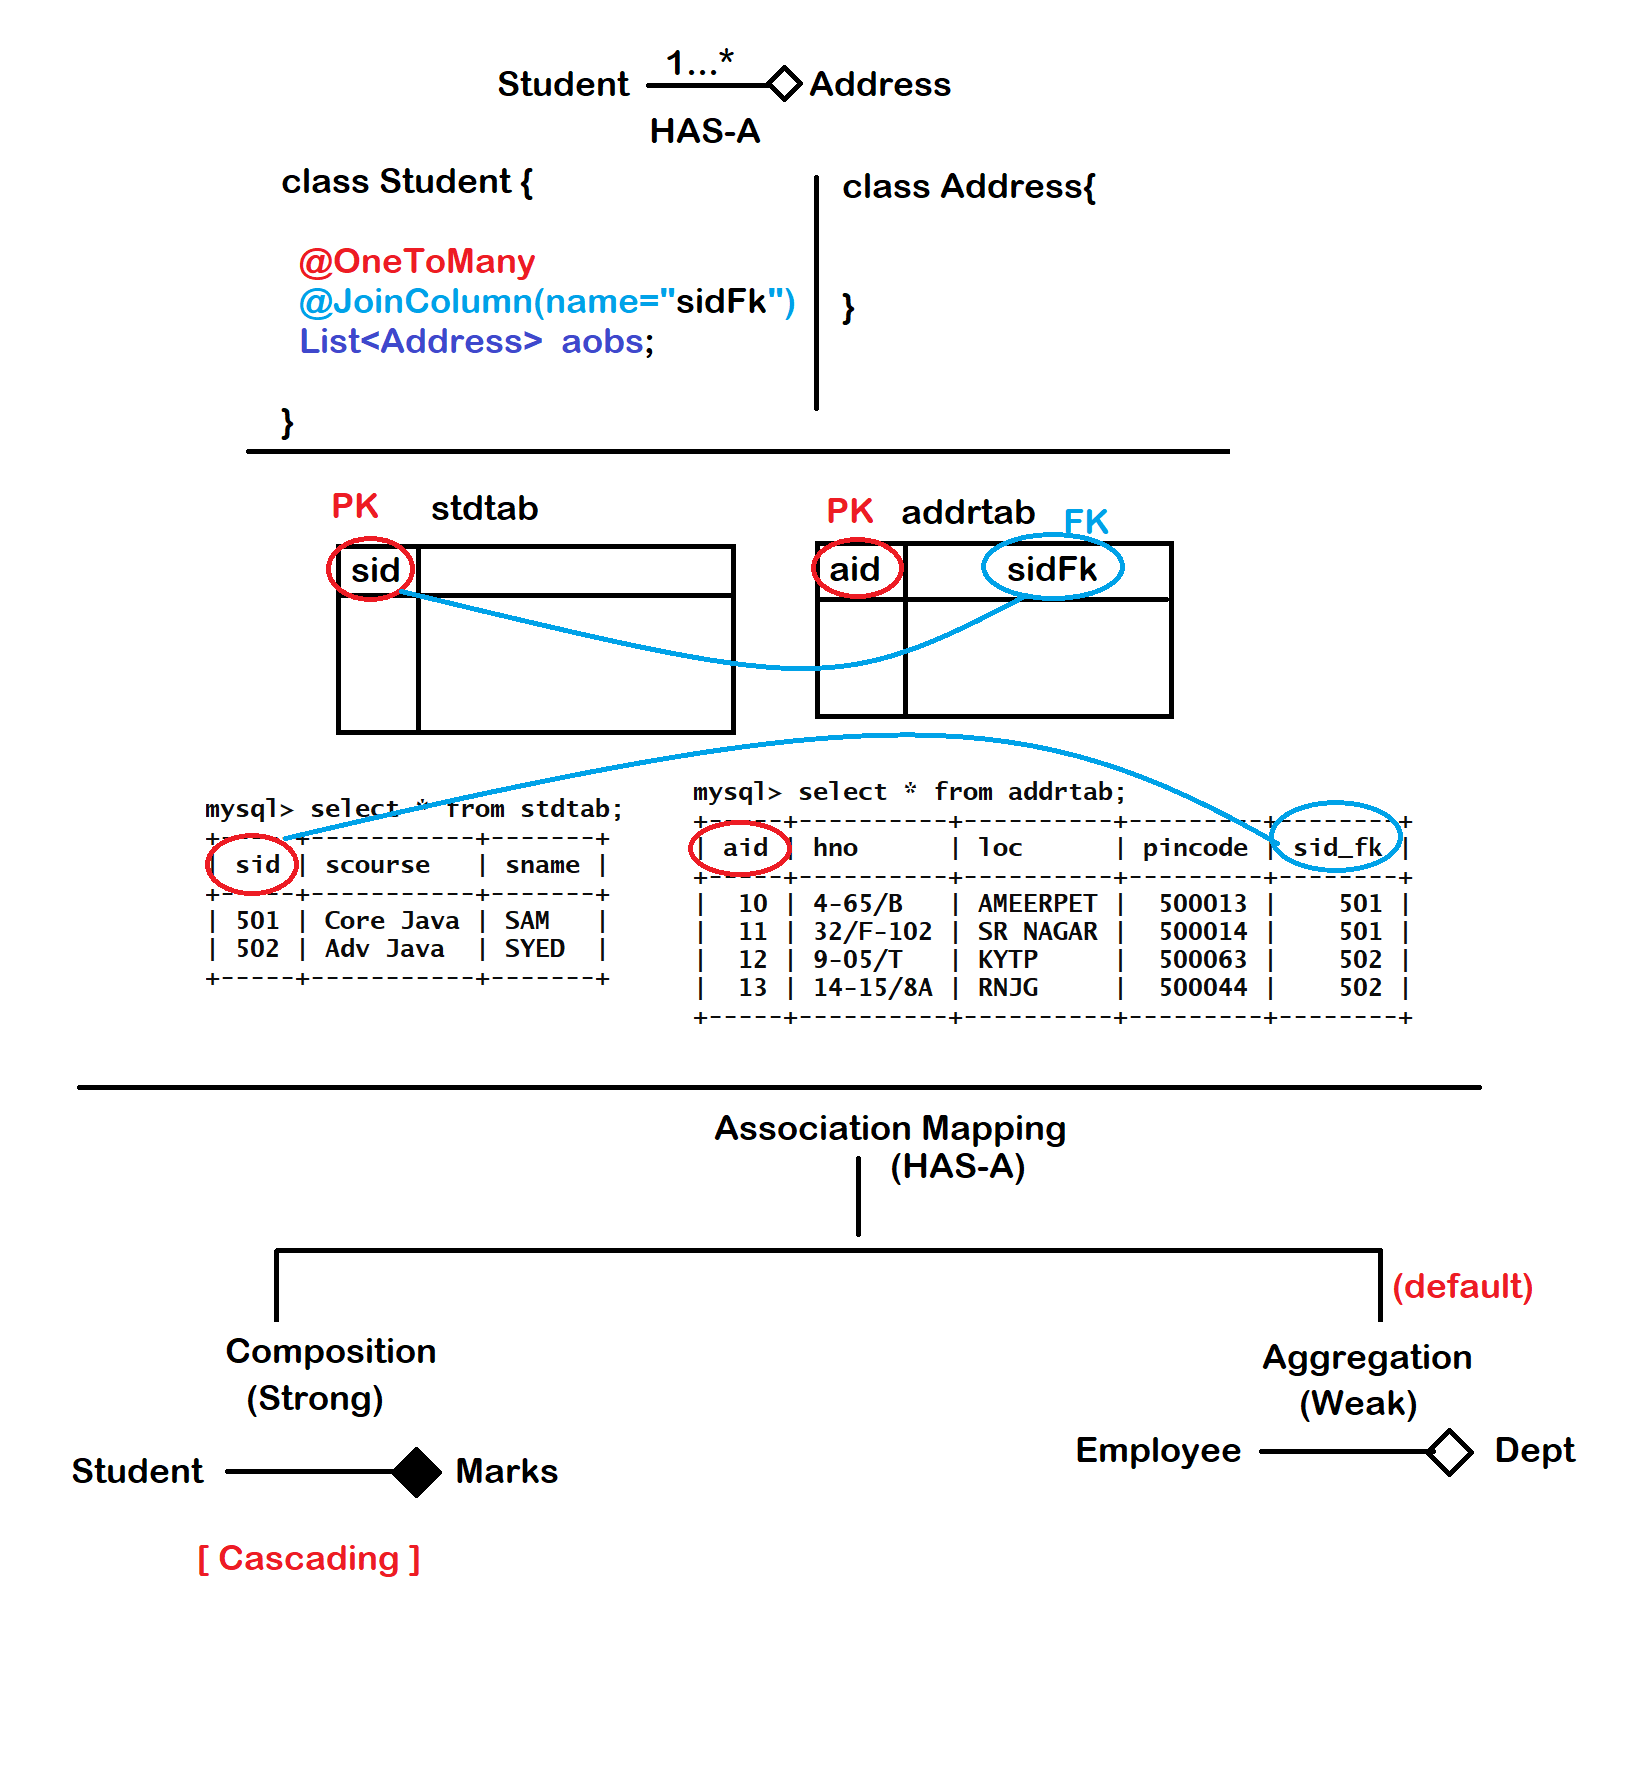 1...*
Student Address
HAS-A
class Student {
@OneToMany
@JoinColumn(name="sidFk")
List<Address> aobs;
}
class Address{
}
PK stdtab
sid
PK addrtab FK
aid sidFk
mysql> select * from stdtab;
+-----+-----------+-------+
| sid | scourse   | sname |
+-----+-----------+-------+
| 501 | Core Java | SAM   |
| 502 | Adv Java  | SYED  |
+-----+-----------+-------+
mysql> select * from addrtab;
+-----+----------+----------+---------+--------+
| aid | hno      | loc      | pincode | sid_fk |
+-----+----------+----------+---------+--------+
|  10 | 4-65/B   | AMEERPET |  500013 |    501 |
|  11 | 32/F-102 | SR NAGAR |  500014 |    501 |
|  12 | 9-05/T   | KYTP     |  500063 |    502 |
|  13 | 14-15/8A | RNJG     |  500044 |    502 |
+-----+----------+----------+---------+--------+
Association Mapping
(HAS-A)
(default)
Composition
(Strong)
Student Marks
[ Cascading ]
Aggregation
(Weak)
Employee Dept